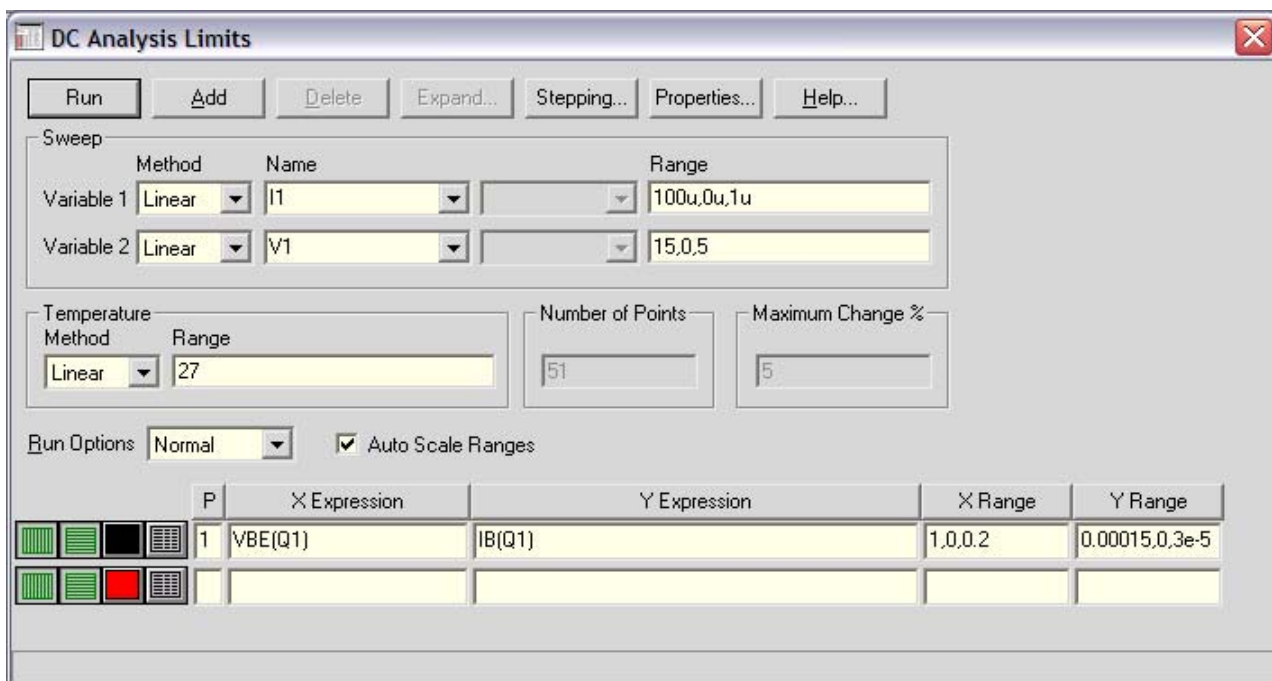 DC Analysis Limits
Run Add Delete Expand... Stepping... Properties... Help...
Sweep
Method Name Range
Variable 1 Linear I1 100u,0u,1u
Variable 2 Linear V1 15,0,5
Temperature Number of Points Maximum Change %
Method Range
Linear 27 51 5
Run Options Normal Auto Scale Ranges
P X Expression Y Expression X Range Y Range
1 VBE(Q1) IB(Q1) 1,0,0.2 0.00015,0,3e-5